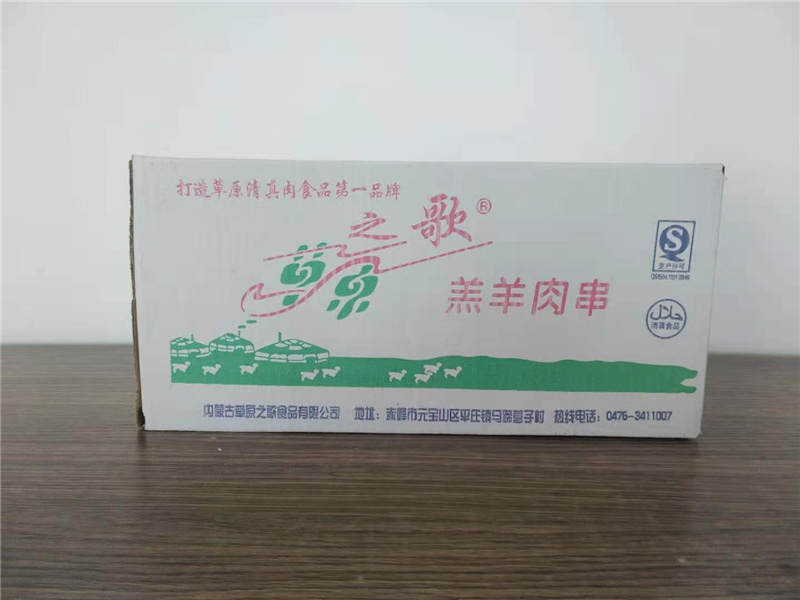 打造草原清真肉食品第一品牌
草原之歌®
羔羊肉串
S
生产许可
حلال
清真食品
内蒙古草原之歌食品有限公司 地址：赤峰市元宝山区平庄镇马蹄营子村 热线电话：0476-3411007